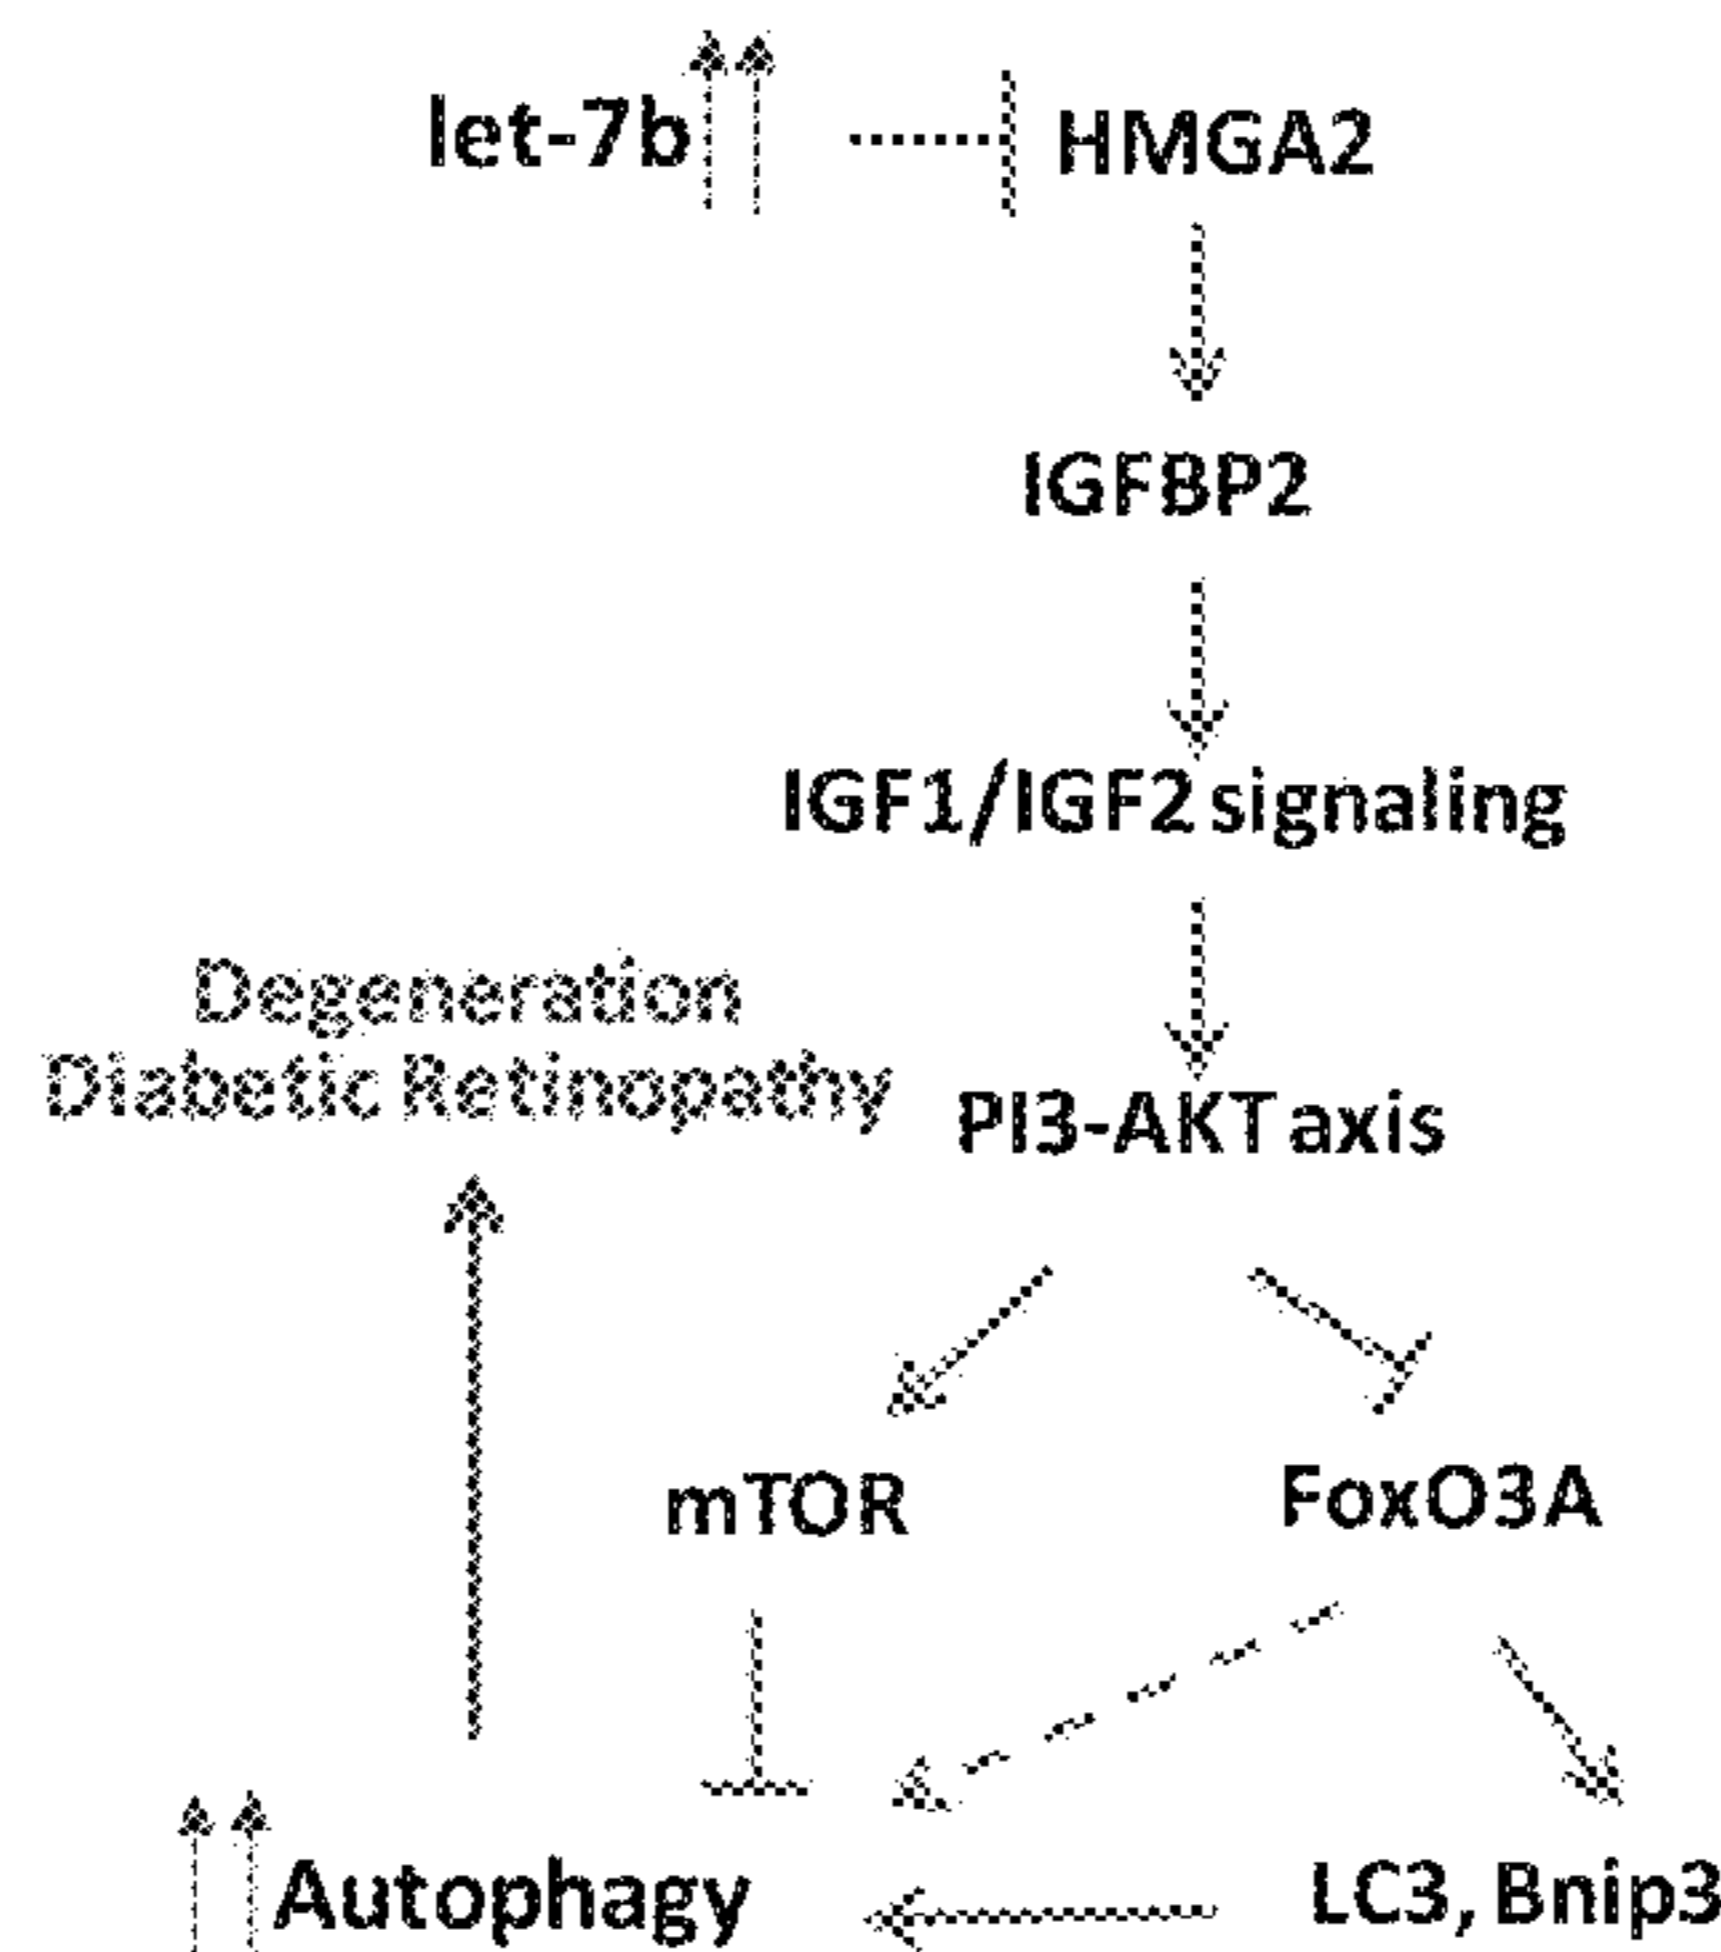 let-7b
HMGA2
IGFBP2
IGF1/IGF2 signaling
Degeneration
Diabetic Retinopathy
PI3-AKT axis
mTOR
FoxO3A
Autophagy
LC3, Bnip3